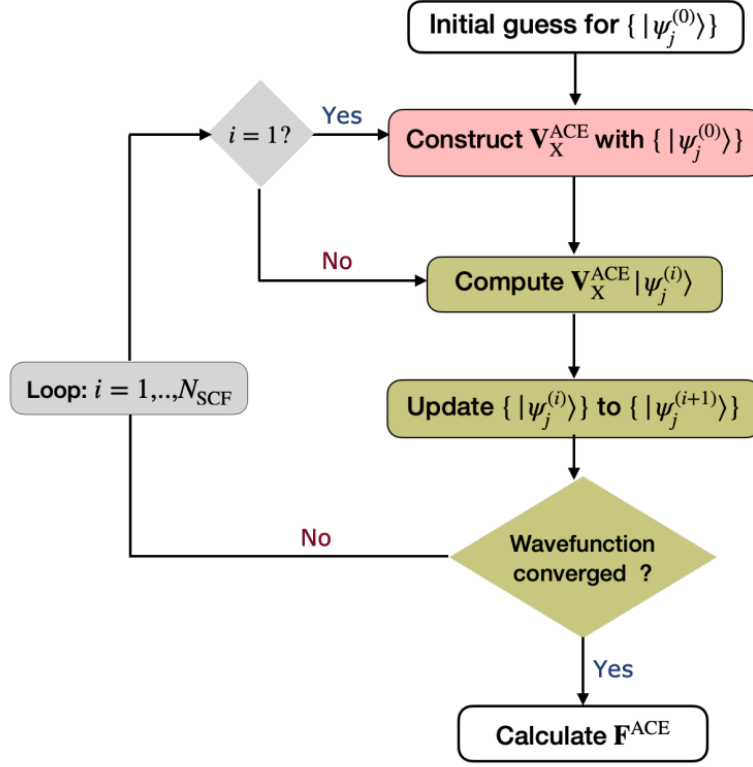 Initial guess for { |ψ_j^(0)⟩}
i = 1?
Yes
Construct V_X^ACE with { |ψ_j^(0)⟩}
No
Compute V_X^ACE |ψ_j^(i)⟩
Loop: i = 1,..,N_SCF
Update { |ψ_j^(i)⟩} to { |ψ_j^(i+1)⟩}
No
Wavefunction
converged ?
Yes
Calculate F^ACE